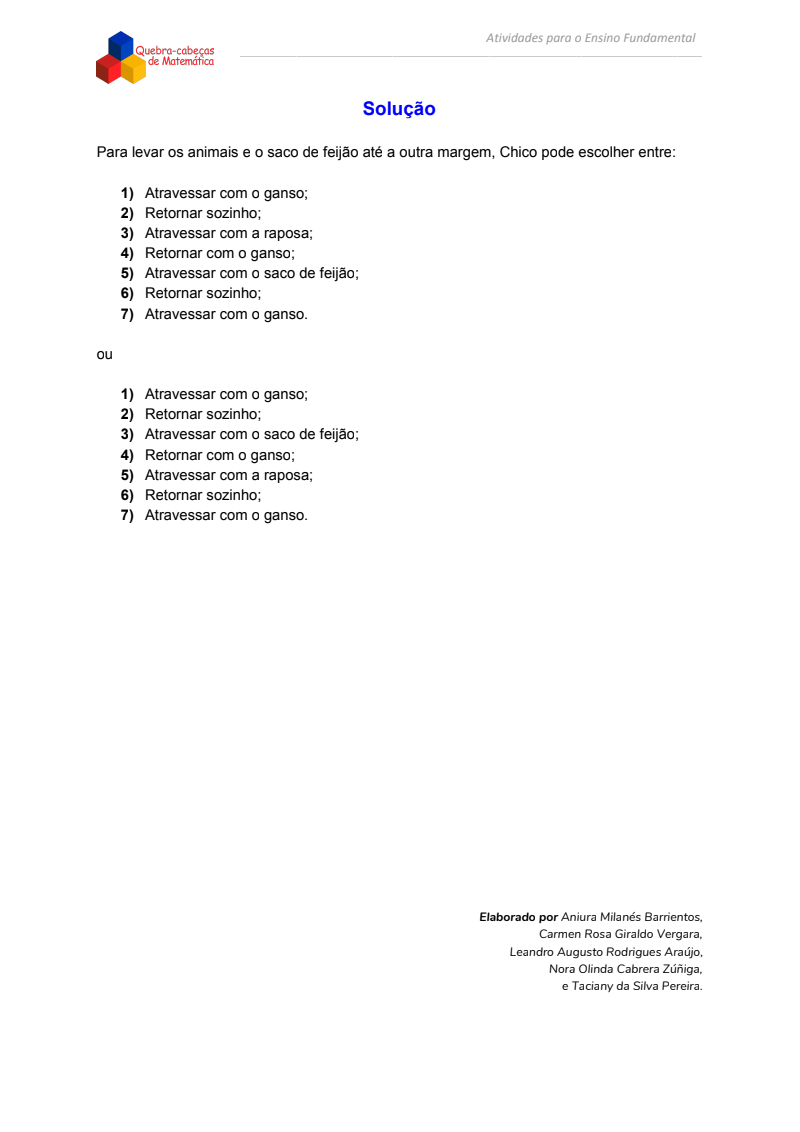 Quebra-cabeças
de Matemática
Atividades para o Ensino Fundamental
Solução
Para levar os animais e o saco de feijão até a outra margem, Chico pode escolher entre:
1) Atravessar com o ganso;
2) Retornar sozinho;
3) Atravessar com a raposa;
4) Retornar com o ganso;
5) Atravessar com o saco de feijão;
6) Retornar sozinho;
7) Atravessar com o ganso.
ou
1) Atravessar com o ganso;
2) Retornar sozinho;
3) Atravessar com o saco de feijão;
4) Retornar com o ganso;
5) Atravessar com a raposa;
6) Retornar sozinho;
7) Atravessar com o ganso.
Elaborado por Aniura Milanés Barrientos,
Carmen Rosa Giraldo Vergara,
Leandro Augusto Rodrigues Araújo,
Nora Olinda Cabrera Zúñiga,
e Taciany da Silva Pereira.